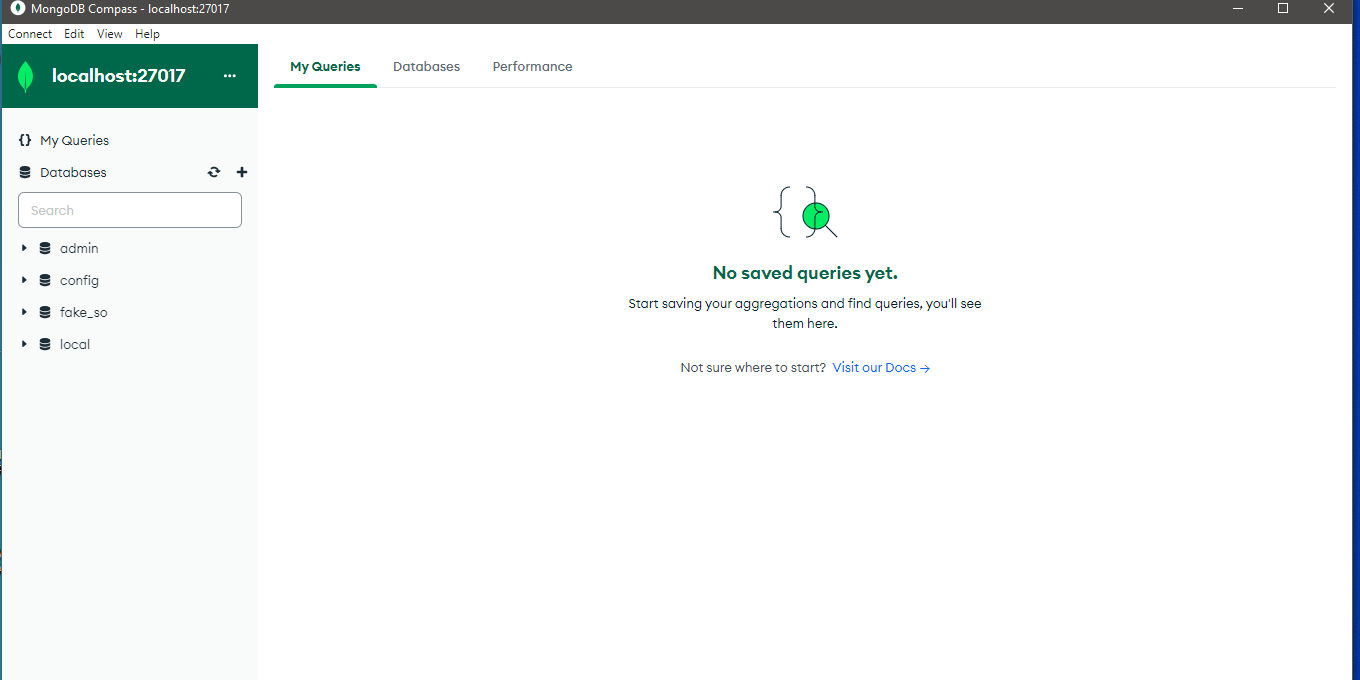 MongoDB Compass - localhost:27017
Connect Edit View Help
localhost:27017 ...
My Queries Databases Performance
{} My Queries
Databases
Search
admin
config
fake_so
local
No saved queries yet.
Start saving your aggregations and find queries, you'll see
them here.
Not sure where to start? Visit our Docs →